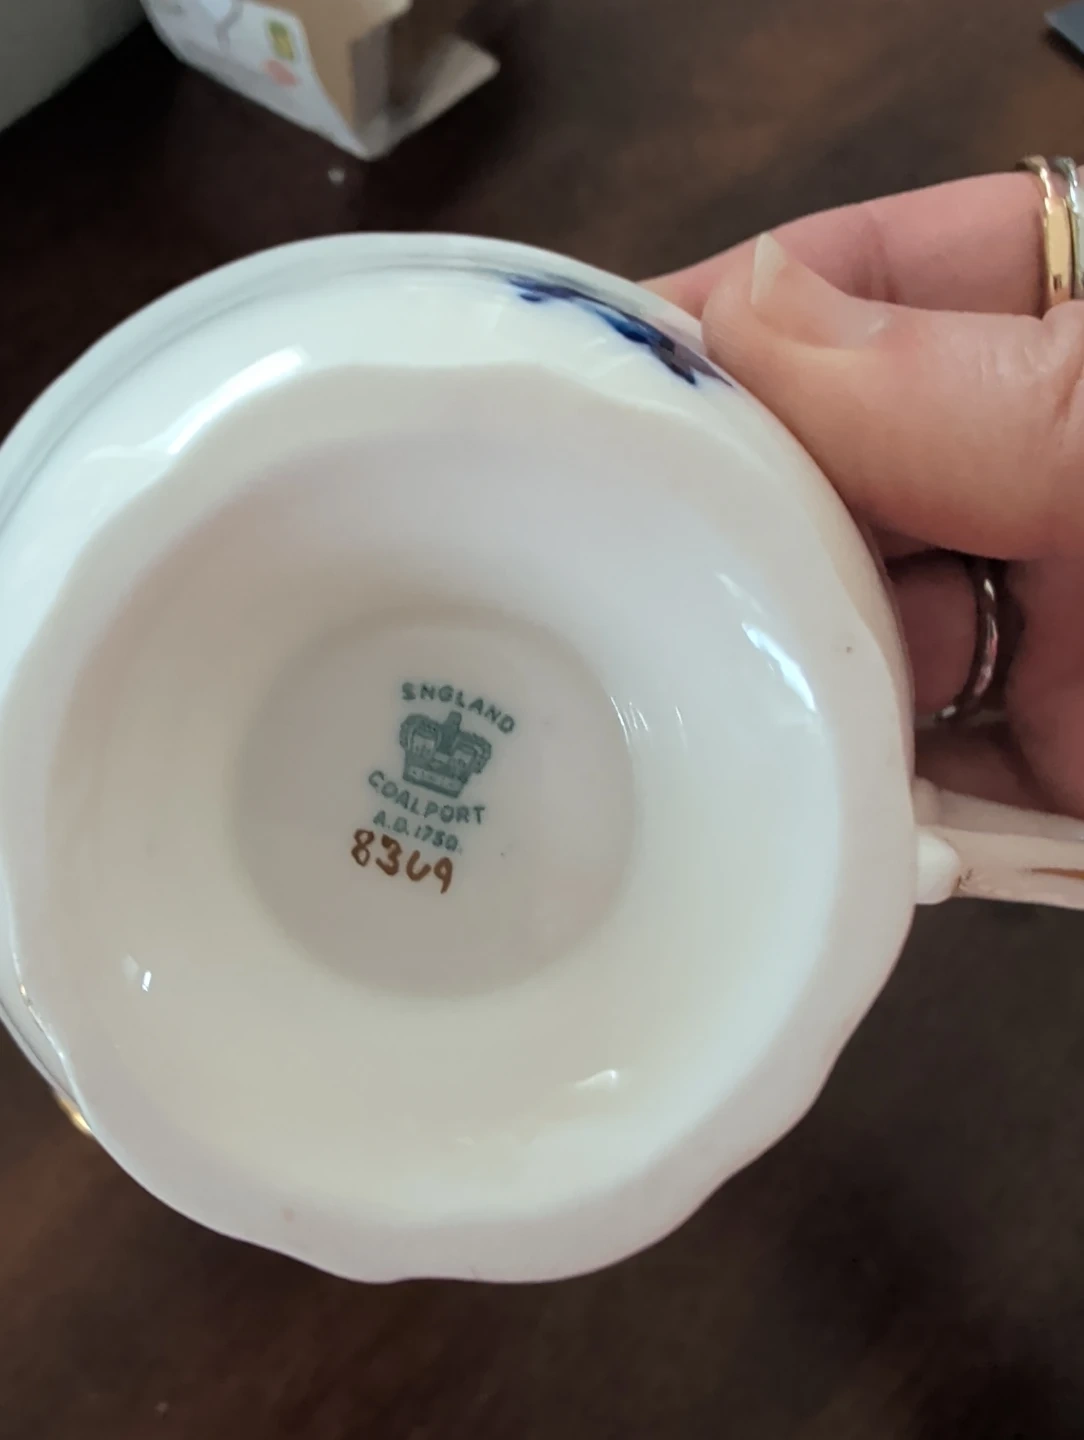 ENGLAND
COALPORT
A.D. 1750.
8369